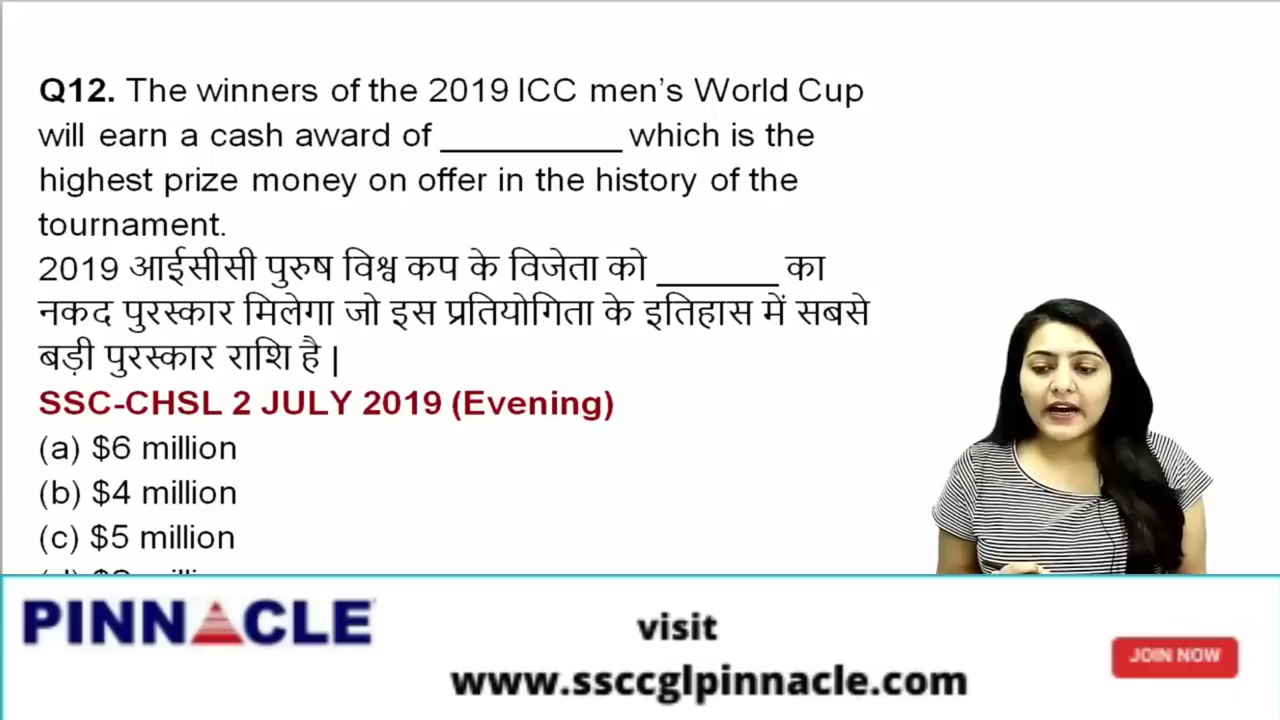 Q12. The winners of the 2019 ICC men’s World Cup
will earn a cash award of __________ which is the
highest prize money on offer in the history of the
tournament.
2019 आईसीसी पुरुष विश्व कप के विजेता को _______ का
नकद पुरस्कार मिलेगा जो इस प्रतियोगिता के इतिहास में सबसे
बड़ी पुरस्कार राशि है |
SSC-CHSL 2 JULY 2019 (Evening)
(a) $6 million
(b) $4 million
(c) $5 million
PINNACLE
visit
www.ssccglpinnacle.com
JOIN NOW